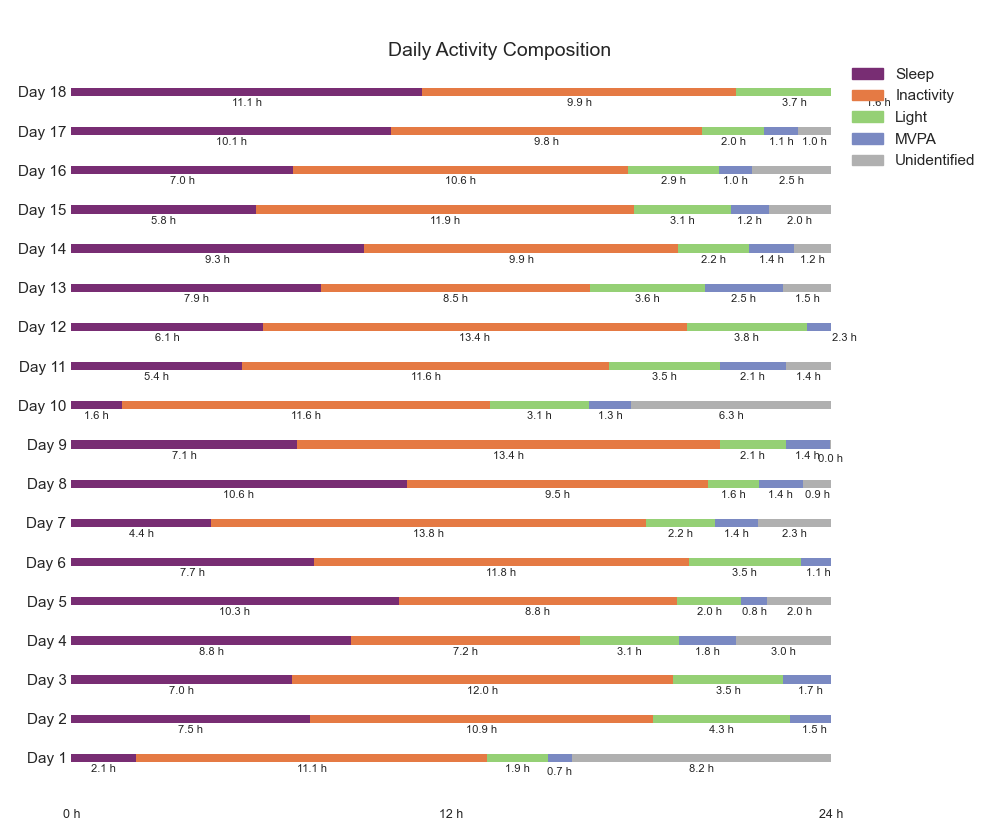 Daily Activity Composition
Sleep
Inactivity
Light
MVPA
Unidentified
Day 18
11.1 h 9.9 h 3.7 h 1.6 h
Day 17
10.1 h 9.8 h 2.0 h 1.1 h 1.0 h
Day 16
7.0 h 10.6 h 2.9 h 1.0 h 2.5 h
Day 15
5.8 h 11.9 h 3.1 h 1.2 h 2.0 h
Day 14
9.3 h 9.9 h 2.2 h 1.4 h 1.2 h
Day 13
7.9 h 8.5 h 3.6 h 2.5 h 1.5 h
Day 12
6.1 h 13.4 h 3.8 h 2.3 h
Day 11
5.4 h 11.6 h 3.5 h 2.1 h 1.4 h
Day 10
1.6 h 11.6 h 3.1 h 1.3 h 6.3 h
Day 9
7.1 h 13.4 h 2.1 h 1.4 h 0.0 h
Day 8
10.6 h 9.5 h 1.6 h 1.4 h 0.9 h
Day 7
4.4 h 13.8 h 2.2 h 1.4 h 2.3 h
Day 6
7.7 h 11.8 h 3.5 h 1.1 h
Day 5
10.3 h 8.8 h 2.0 h 0.8 h 2.0 h
Day 4
8.8 h 7.2 h 3.1 h 1.8 h 3.0 h
Day 3
7.0 h 12.0 h 3.5 h 1.7 h
Day 2
7.5 h 10.9 h 4.3 h 1.5 h
Day 1
2.1 h 11.1 h 1.9 h 0.7 h 8.2 h
0 h 12 h 24 h